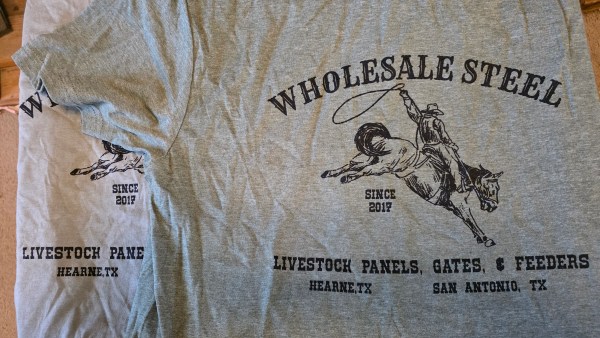 WHOLESALE STEEL
SINCE
2017
LIVESTOCK PANELS, GATES, & FEEDERS
HEARNE,TX SAN ANTONIO, TX
W
SINCE
2017
LIVESTOCK PANE
HEARNE,TX